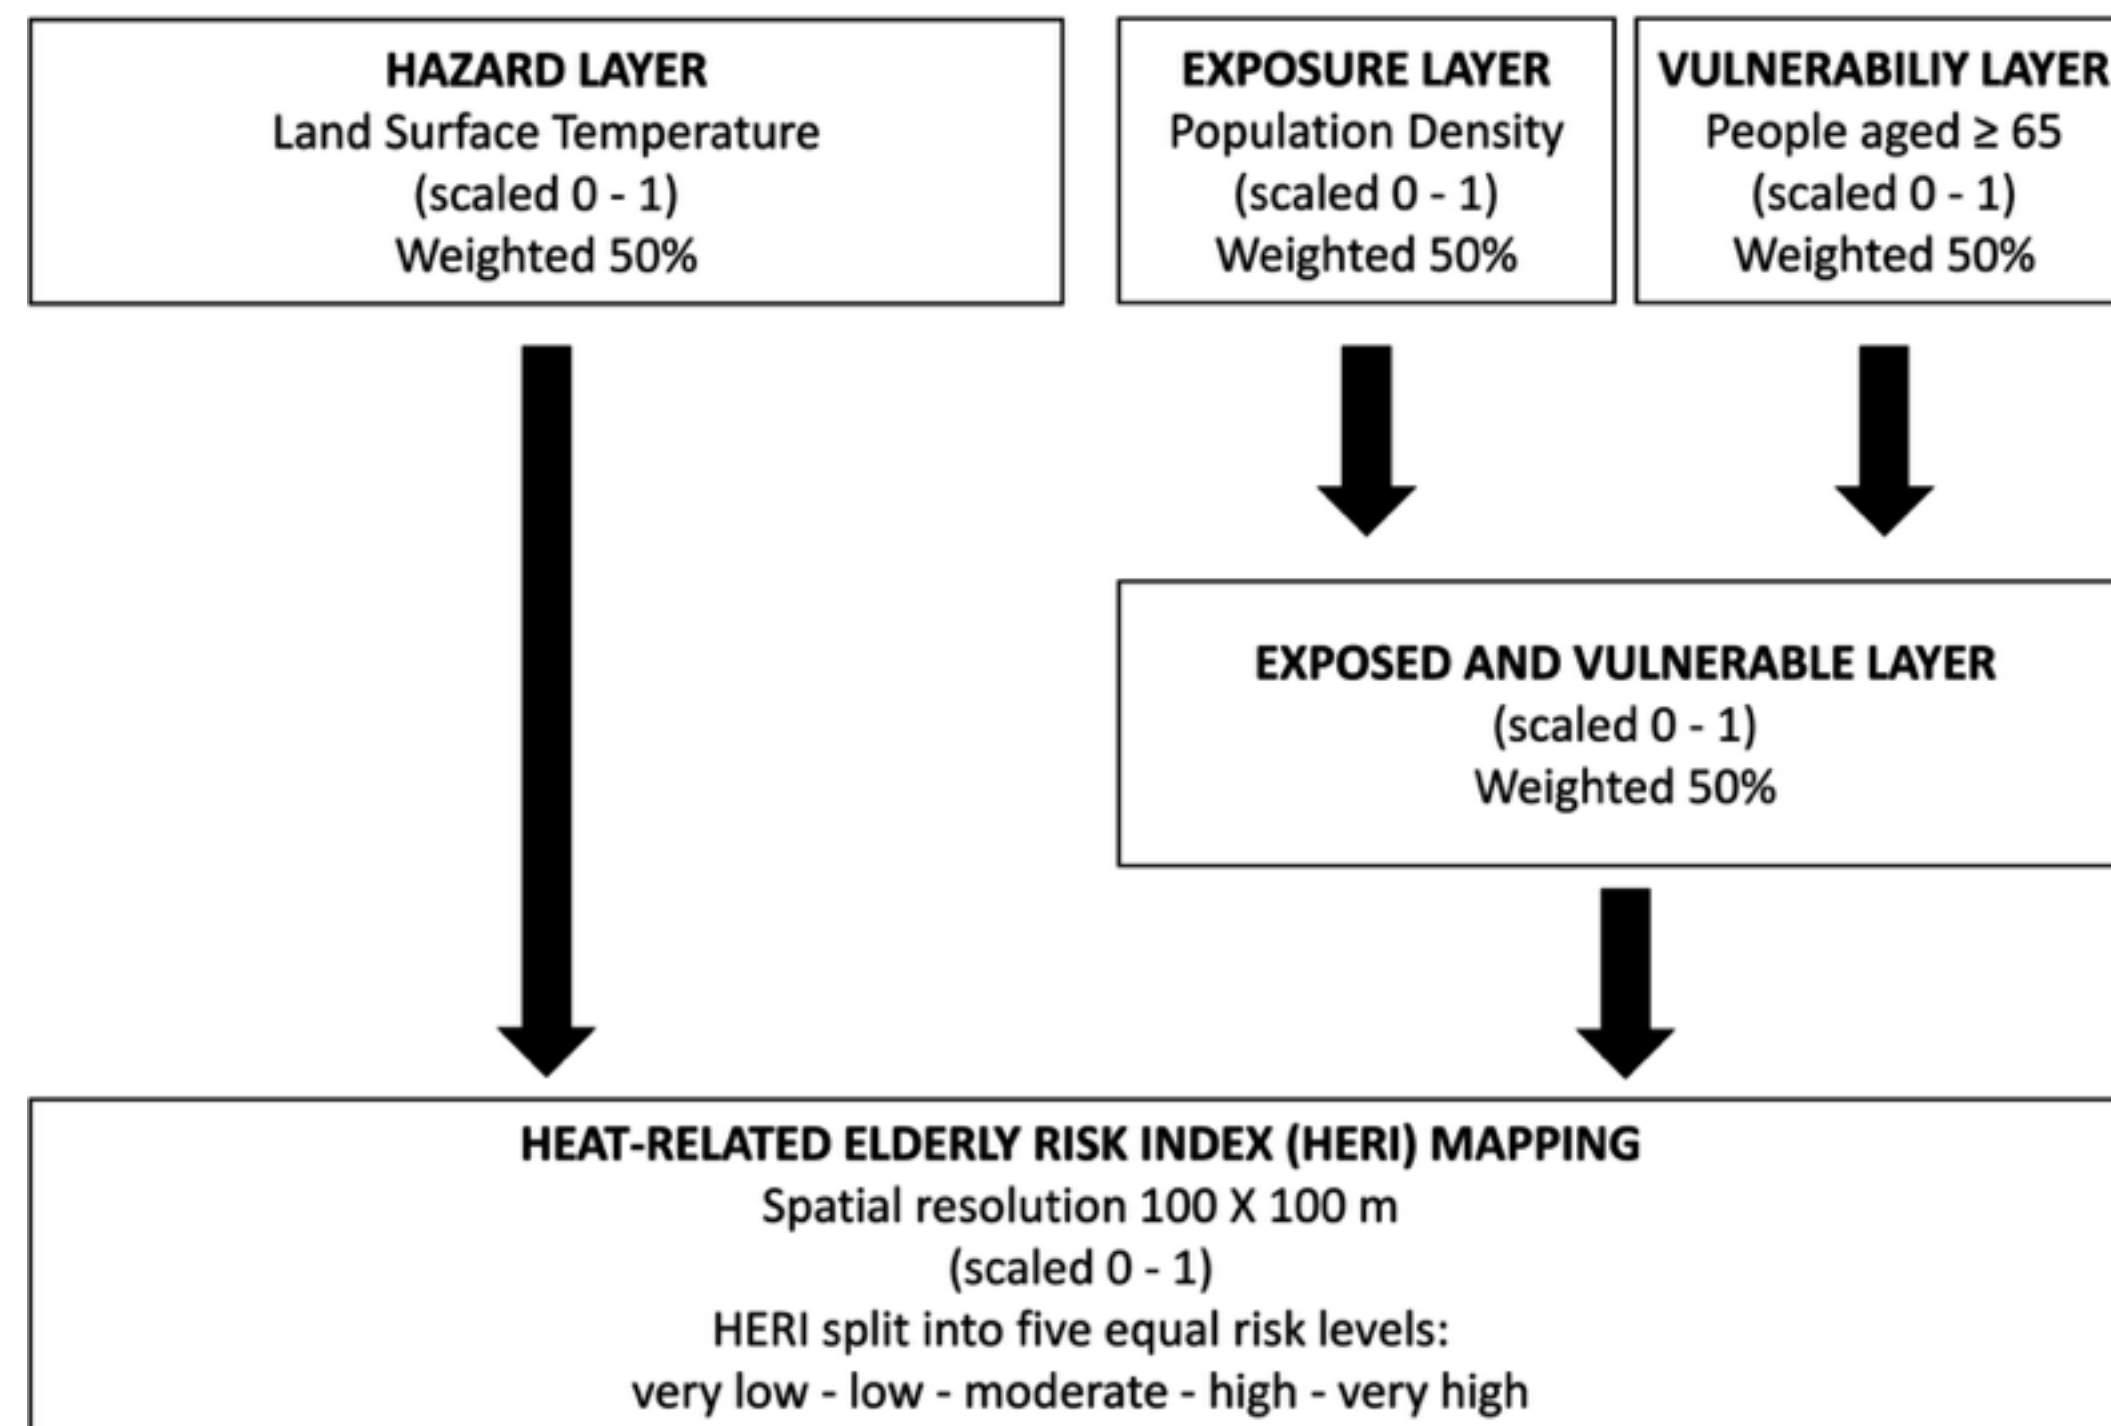 HAZARD LAYER
Land Surface Temperature
(scaled 0 - 1)
Weighted 50%
EXPOSURE LAYER
Population Density
(scaled 0 - 1)
Weighted 50%
VULNERABILIY LAYER
People aged ≥ 65
(scaled 0 - 1)
Weighted 50%
EXPOSED AND VULNERABLE LAYER
(scaled 0 - 1)
Weighted 50%
HEAT-RELATED ELDERLY RISK INDEX (HERI) MAPPING
Spatial resolution 100 X 100 m
(scaled 0 - 1)
HERI split into five equal risk levels:
very low - low - moderate - high - very high